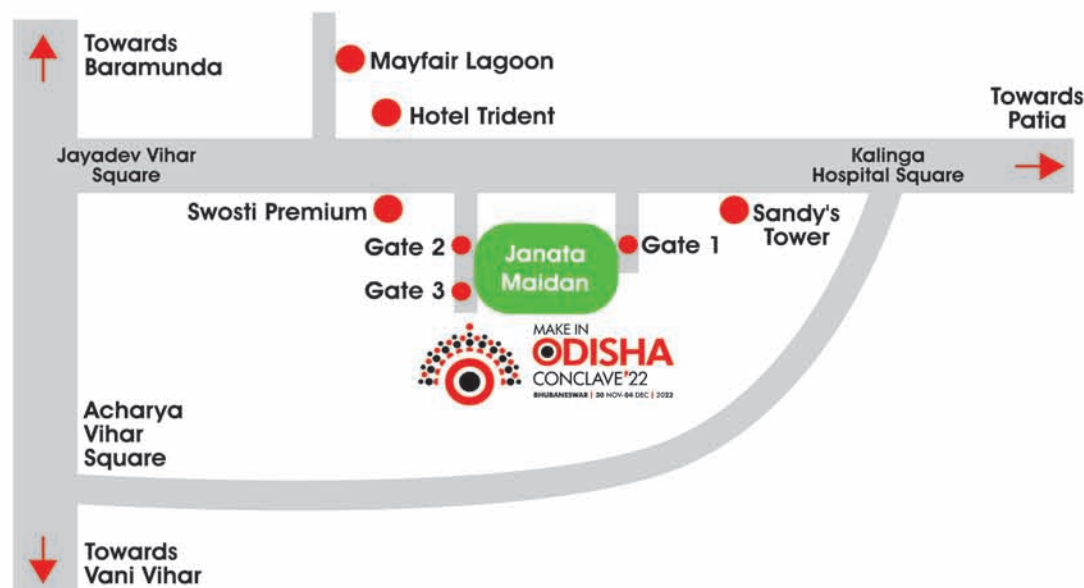 Towards
Baramunda
Mayfair Lagoon
Hotel Trident
Towards
Patia
Jayadev Vihar
Square
Kalinga
Hospital Square
Swosti Premium
Sandy's
Tower
Gate 2
Janata
Maidan
Gate 1
Gate 3
MAKE IN
ODISHA
CONCLAVE'22
BHUBANESWAR | 30 NOV-04 DEC | 2022
Acharya
Vihar
Square
Towards
Vani Vihar